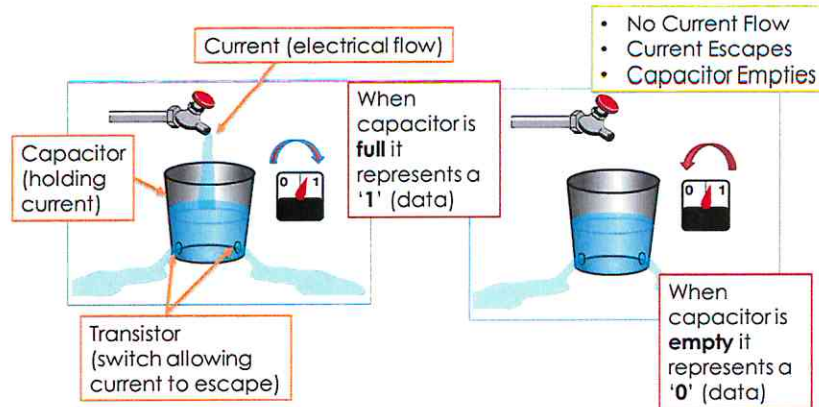 Current (electrical flow)
• No Current Flow
• Current Escapes
• Capacitor Empties
Capacitor
(holding
current)
0 1
When
capacitor is
full it
represents a
'1' (data)
0 1
Transistor
(switch allowing
current to escape)
When
capacitor is
empty it
represents a
'0' (data)